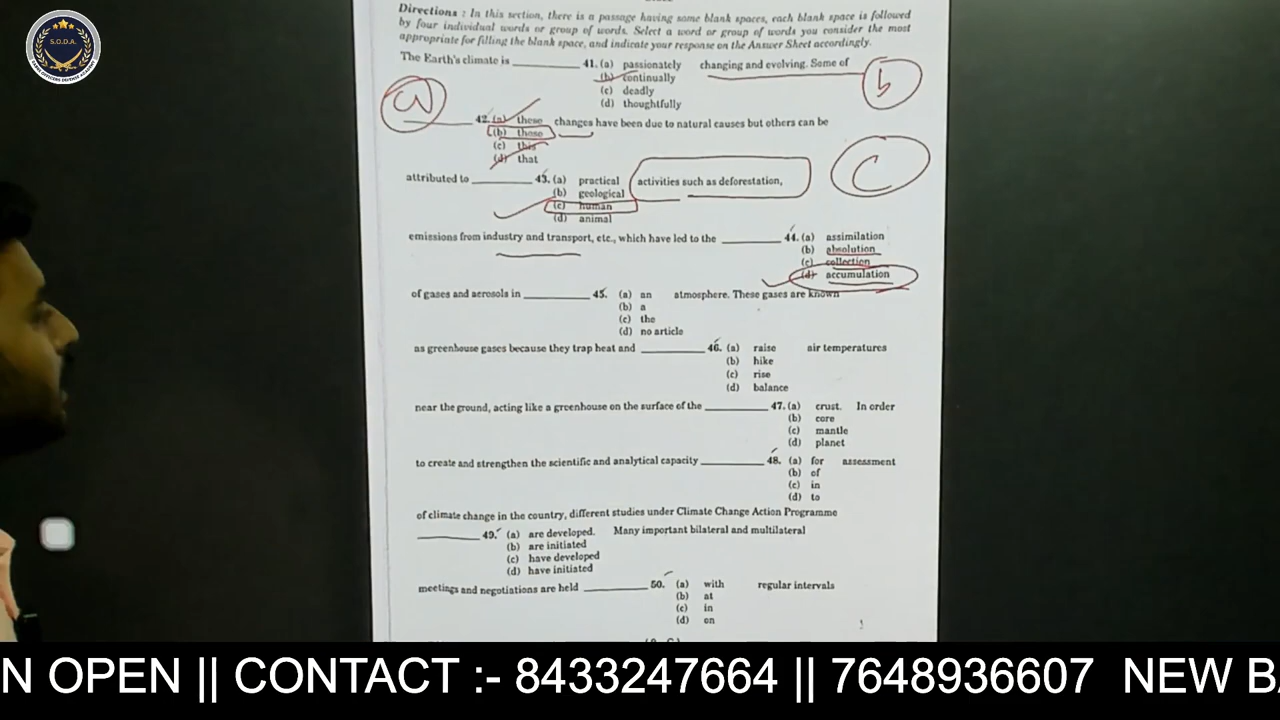 S.O.D.A.
Directions : In this section, there is a passage having some blank spaces, each blank space is followed
by four individual words or group of words. Select a word or group of words you consider the most
appropriate for filling the blank space, and indicate your response on the Answer Sheet accordingly.
The Earth's climate is __________ 41. (a) passionately changing and evolving. Some of
(b) continually
(c) deadly
(d) thoughtfully
b
a
__________ 42. (a) these changes have been due to natural causes but others can be
(b) those
(c) this
(d) that
c
attributed to __________ 43. (a) practical activities such as deforestation,
(b) geological
(c) human
(d) animal
emissions from industry and transport, etc., which have led to the __________ 44. (a) assimilation
(b) absolution
(c) collection
(d) accumulation
of gases and aerosols in __________ 45. (a) an atmosphere. These gases are known
(b) a
(c) the
(d) no article
as greenhouse gases because they trap heat and __________ 46. (a) raise air temperatures
(b) hike
(c) rise
(d) balance
near the ground, acting like a greenhouse on the surface of the __________ 47. (a) crust. In order
(b) core
(c) mantle
(d) planet
to create and strengthen the scientific and analytical capacity __________ 48. (a) for assessment
(b) of
(c) in
(d) to
of climate change in the country, different studies under Climate Change Action Programme
__________ 49. (a) are developed. Many important bilateral and multilateral
(b) are initiated
(c) have developed
(d) have initiated
meetings and negotiations are held __________ 50. (a) with regular intervals
(b) at
(c) in
(d) on
N OPEN || CONTACT :- 8433247664 || 7648936607 NEW BA